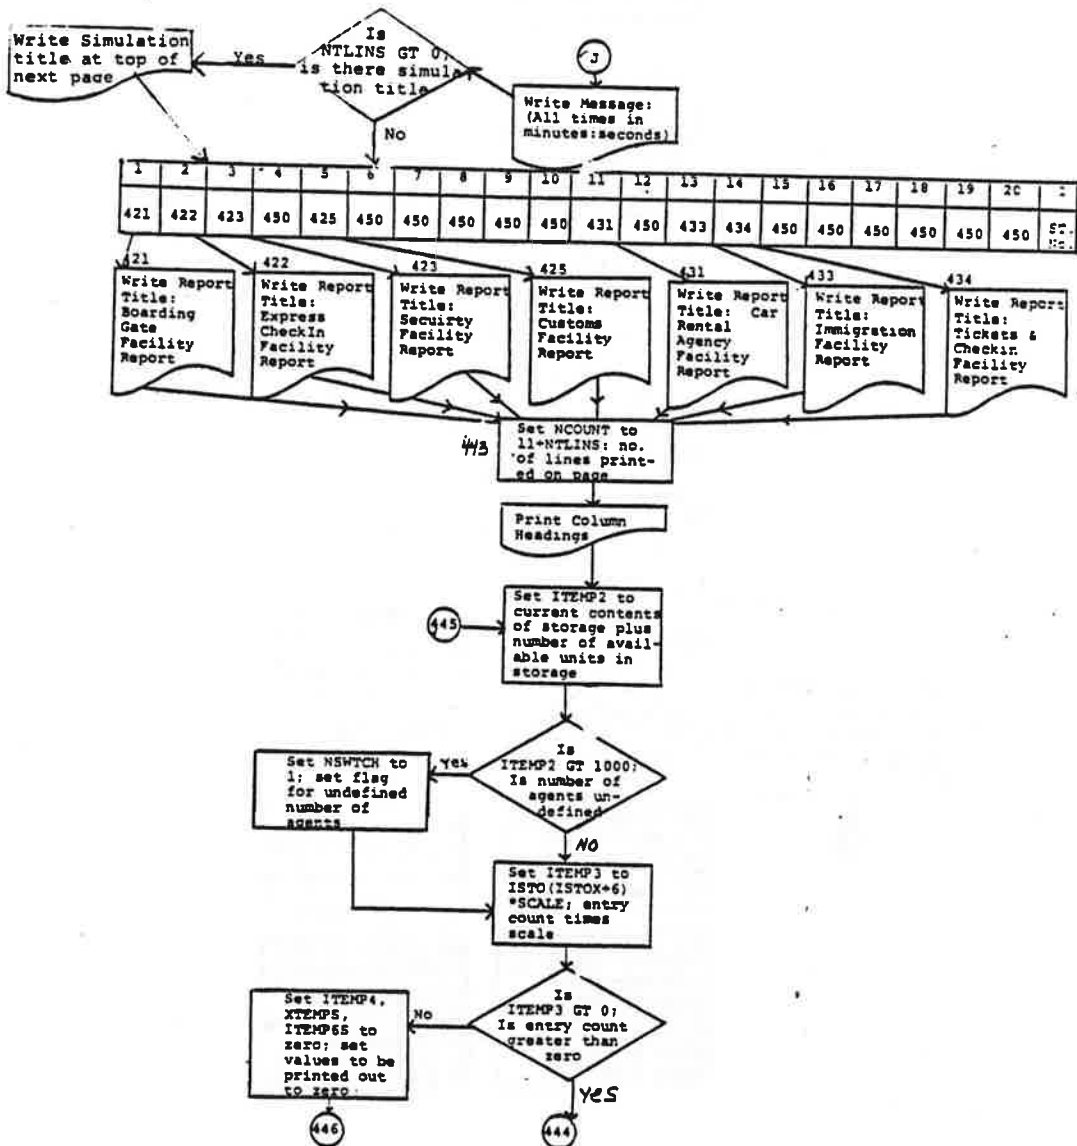 Write Simulation
title at top of
next page
Yes
Is
NTLINS GT 0;
is there simula
tion title
No
J
Write Message:
(All times in
minutes:seconds)
1 2 3 4 5 6 7 8 9 10 11 12 13 14 15 16 17 18 19 20
421 422 423 450 425 450 450 450 450 450 431 450 433 434 450 450 450 450 450 450 ST. No.
421
Write Report
Title:
Boarding
Gate
Facility
Report
422
Write Report
Title:
Express
CheckIn
Facility
Report
423
Write Report
Title:
Secuirty
Facility
Report
425
Write Report
Title:
Customs
Facility
Report
431
Write Report
Title: Car
Rental
Agency
Facility
Report
433
Write Report
Title:
Immigration
Facility
Report
434
Write Report
Title:
Tickets &
Checkin
Facility
Report
443
Set NCOUNT to
11+NTLINS: no.
of lines print-
ed on page
Print Column
Headings
445
Set ITEMP2 to
current contents
of storage plus
number of avail-
able units in
storage
Is
ITEMP2 GT 1000;
Is number of
agents un-
defined
Yes
Set NSWTCH to
1; set flag
for undefined
number of
agents
NO
Set ITEMP3 to
ISTO(ISTOX+6)
*SCALE; entry
count times
scale
Is
ITEMP3 GT 0;
Is entry count
greater than
zero
No
Set ITEMP4,
XTEMP5,
ITEMP6S to
zero; set
values to be
printed out
to zero
yes
446
444